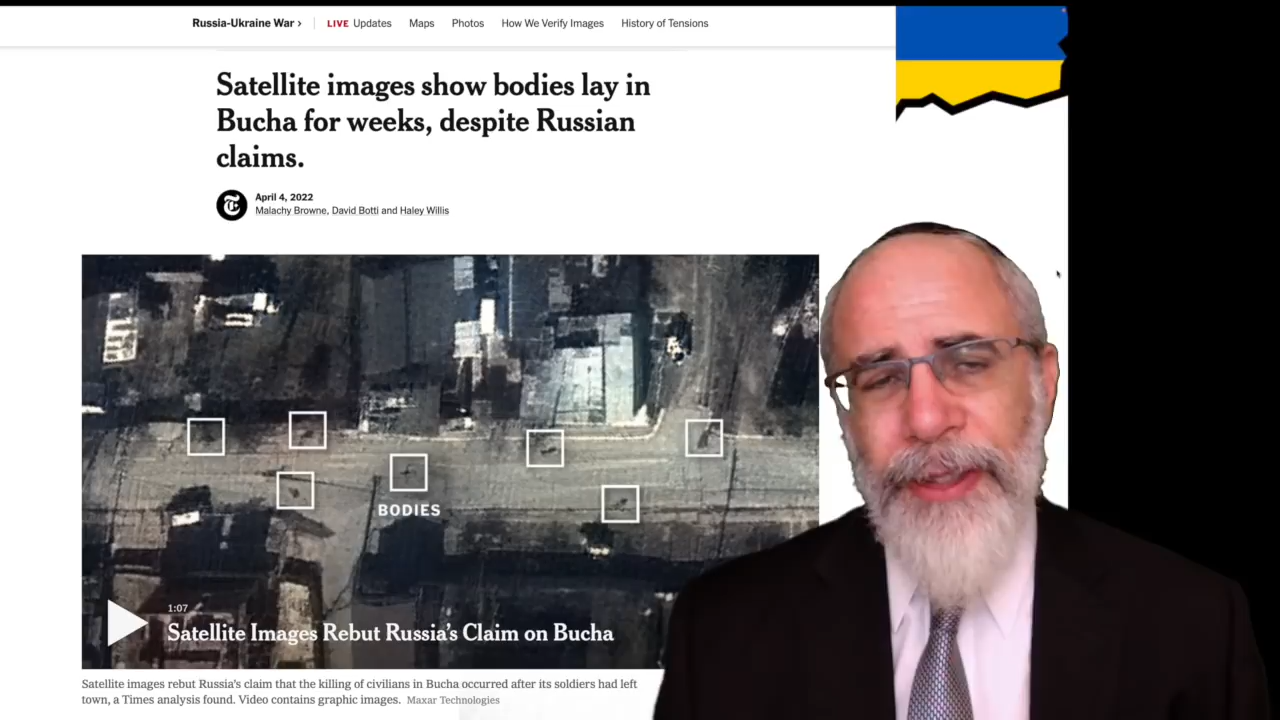 Russia-Ukraine War ›
LIVE Updates
Maps
Photos
How We Verify Images
History of Tensions
Satellite images show bodies lay in
Bucha for weeks, despite Russian
claims.
T
April 4, 2022
Malachy Browne, David Botti and Haley Willis
BODIES
1:07
Satellite Images Rebut Russia's Claim on Bucha
Satellite images rebut Russia's claim that the killing of civilians in Bucha occurred after its soldiers had left
town, a Times analysis found. Video contains graphic images. Maxar Technologies